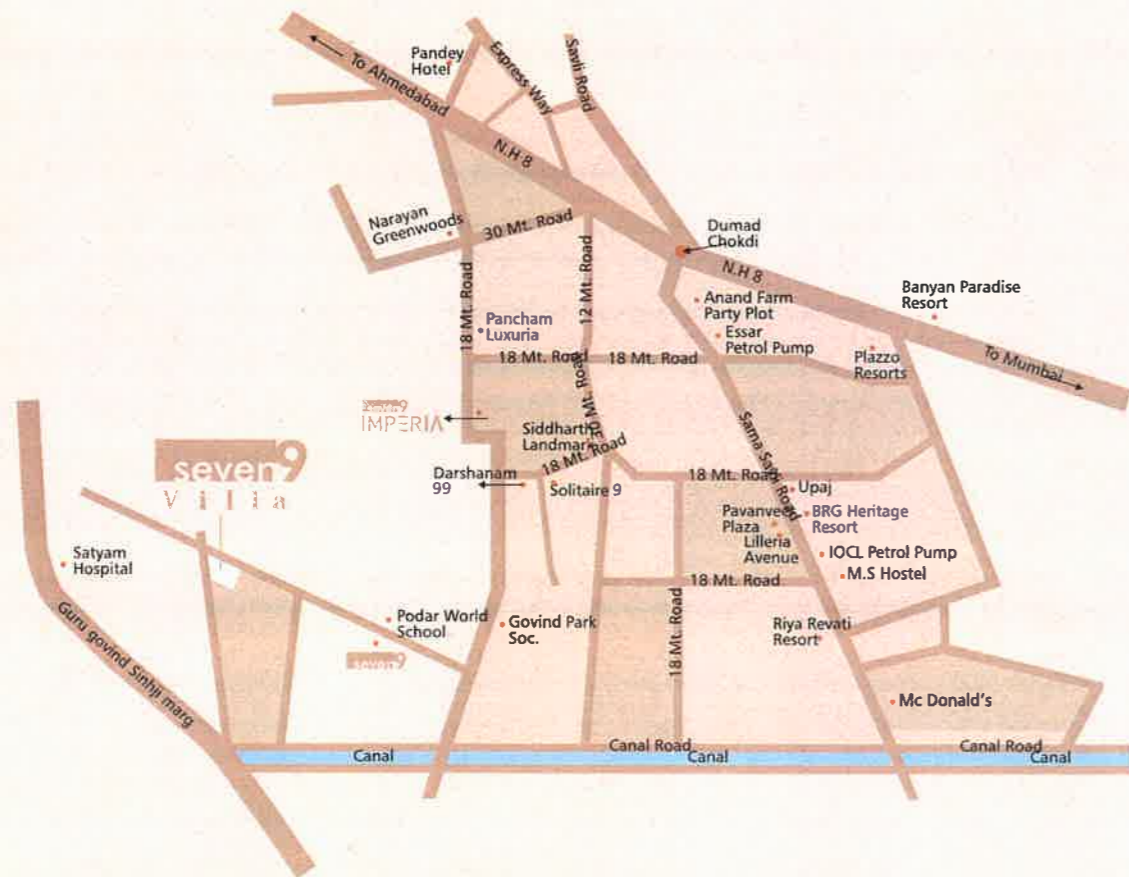 Pandey
Hotel
Express Way
Savli Road
To Ahmedabad
N.H 8
Narayan
Greenwoods
30 Mt. Road
Dumad
Chokdi
N.H 8
18 Mt. Road
12 Mt. Road
Anand Farm
Party Plot
Banyan Paradise
Resort
Pancham
Luxuria
Essar
Petrol Pump
18 Mt. Road
18 Mt. Road
Plazzo
Resorts
To Mumbai
seven9
IMPERIA
Siddharth
Landmark
Mt. Road
18 Mt. Road
Sama Savli Road
seven9
Villa
Darshanam
99
Solitaire 9
18 Mt. Road
Upaj
Pavanveer
Plaza
BRG Heritage
Resort
Lilleria
Avenue
Satyam
Hospital
IOCL Petrol Pump
M.S Hostel
18 Mt. Road
18 Mt. Road
Podar World
School
seven9
Govind Park
Soc.
Riya Revati
Resort
Guru govind Sinhji marg
Mc Donald's
Canal Road
Canal Road
Canal
Canal
Canal